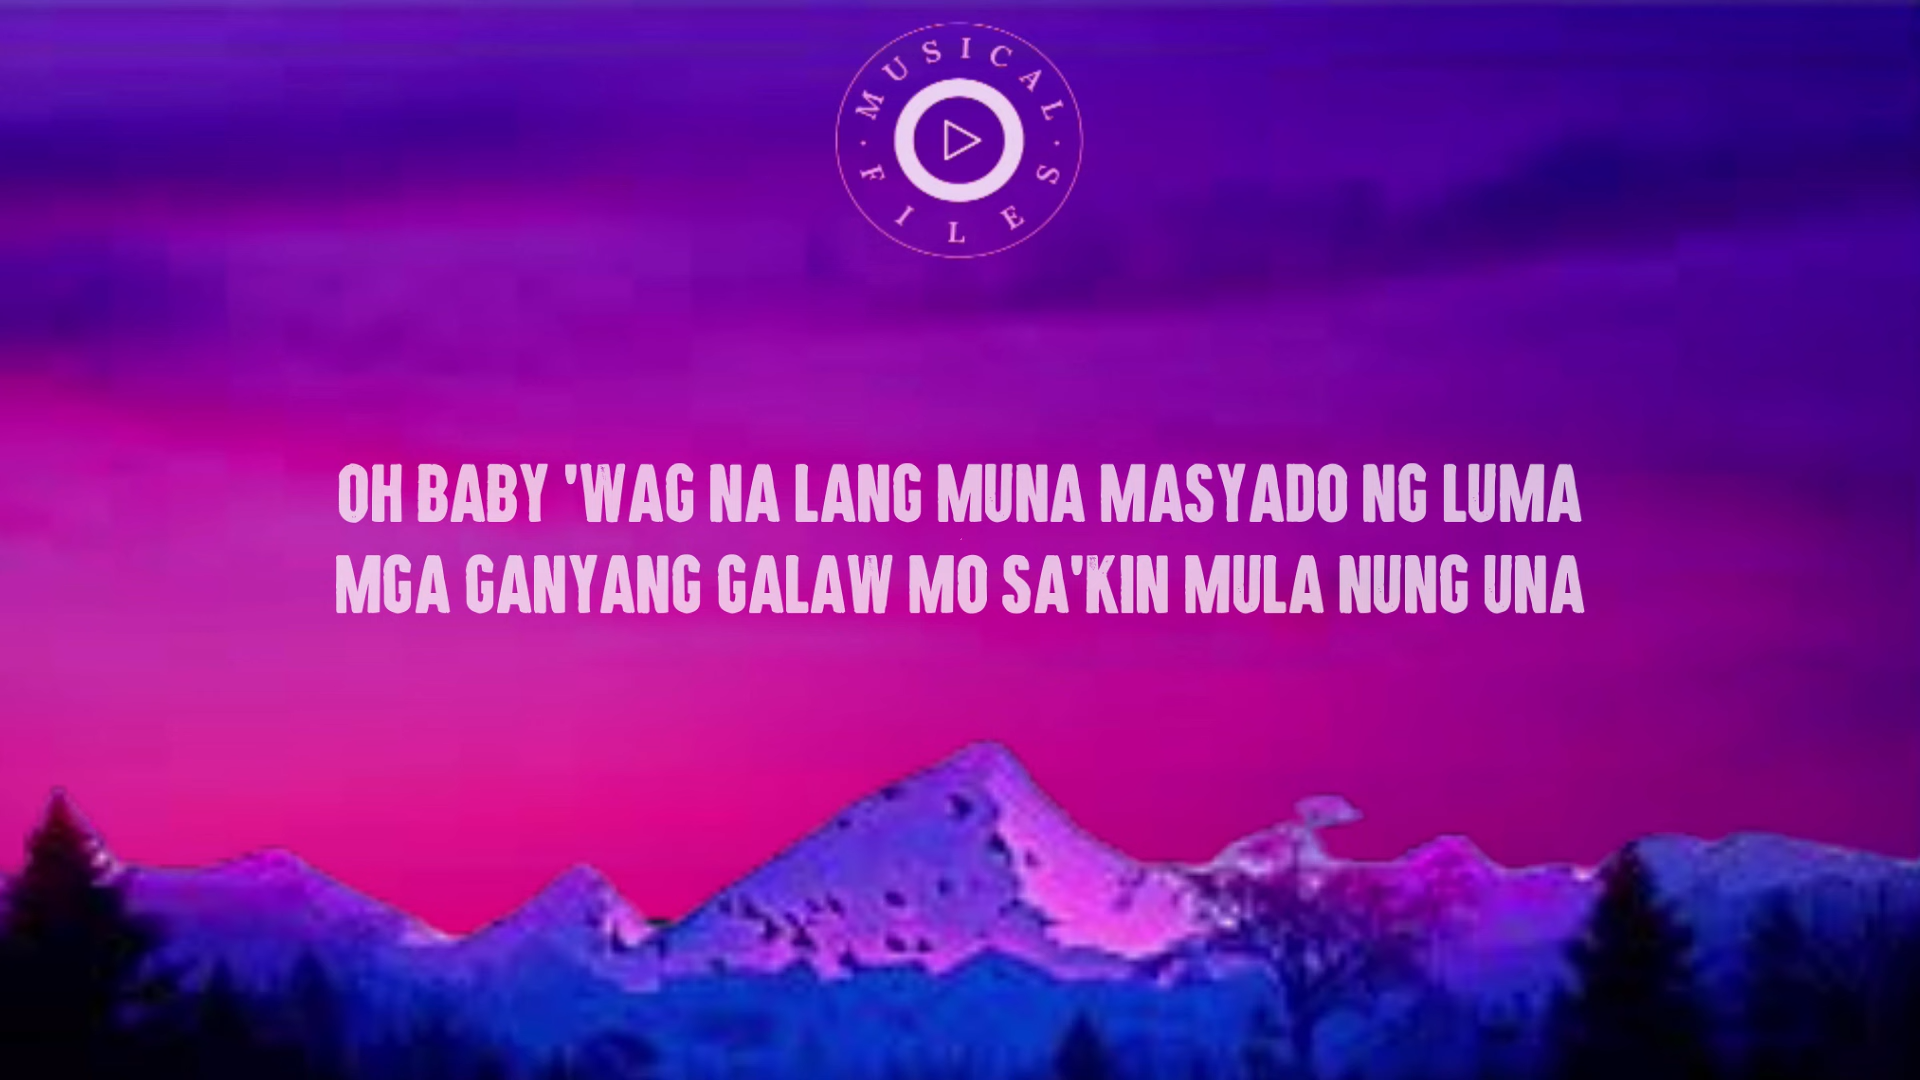 MUSICAL
FILES
OH BABY 'WAG NA LANG MUNA MASYADO NG LUMA
MGA GANYANG GALAW MO SA'KIN MULA NUNG UNA